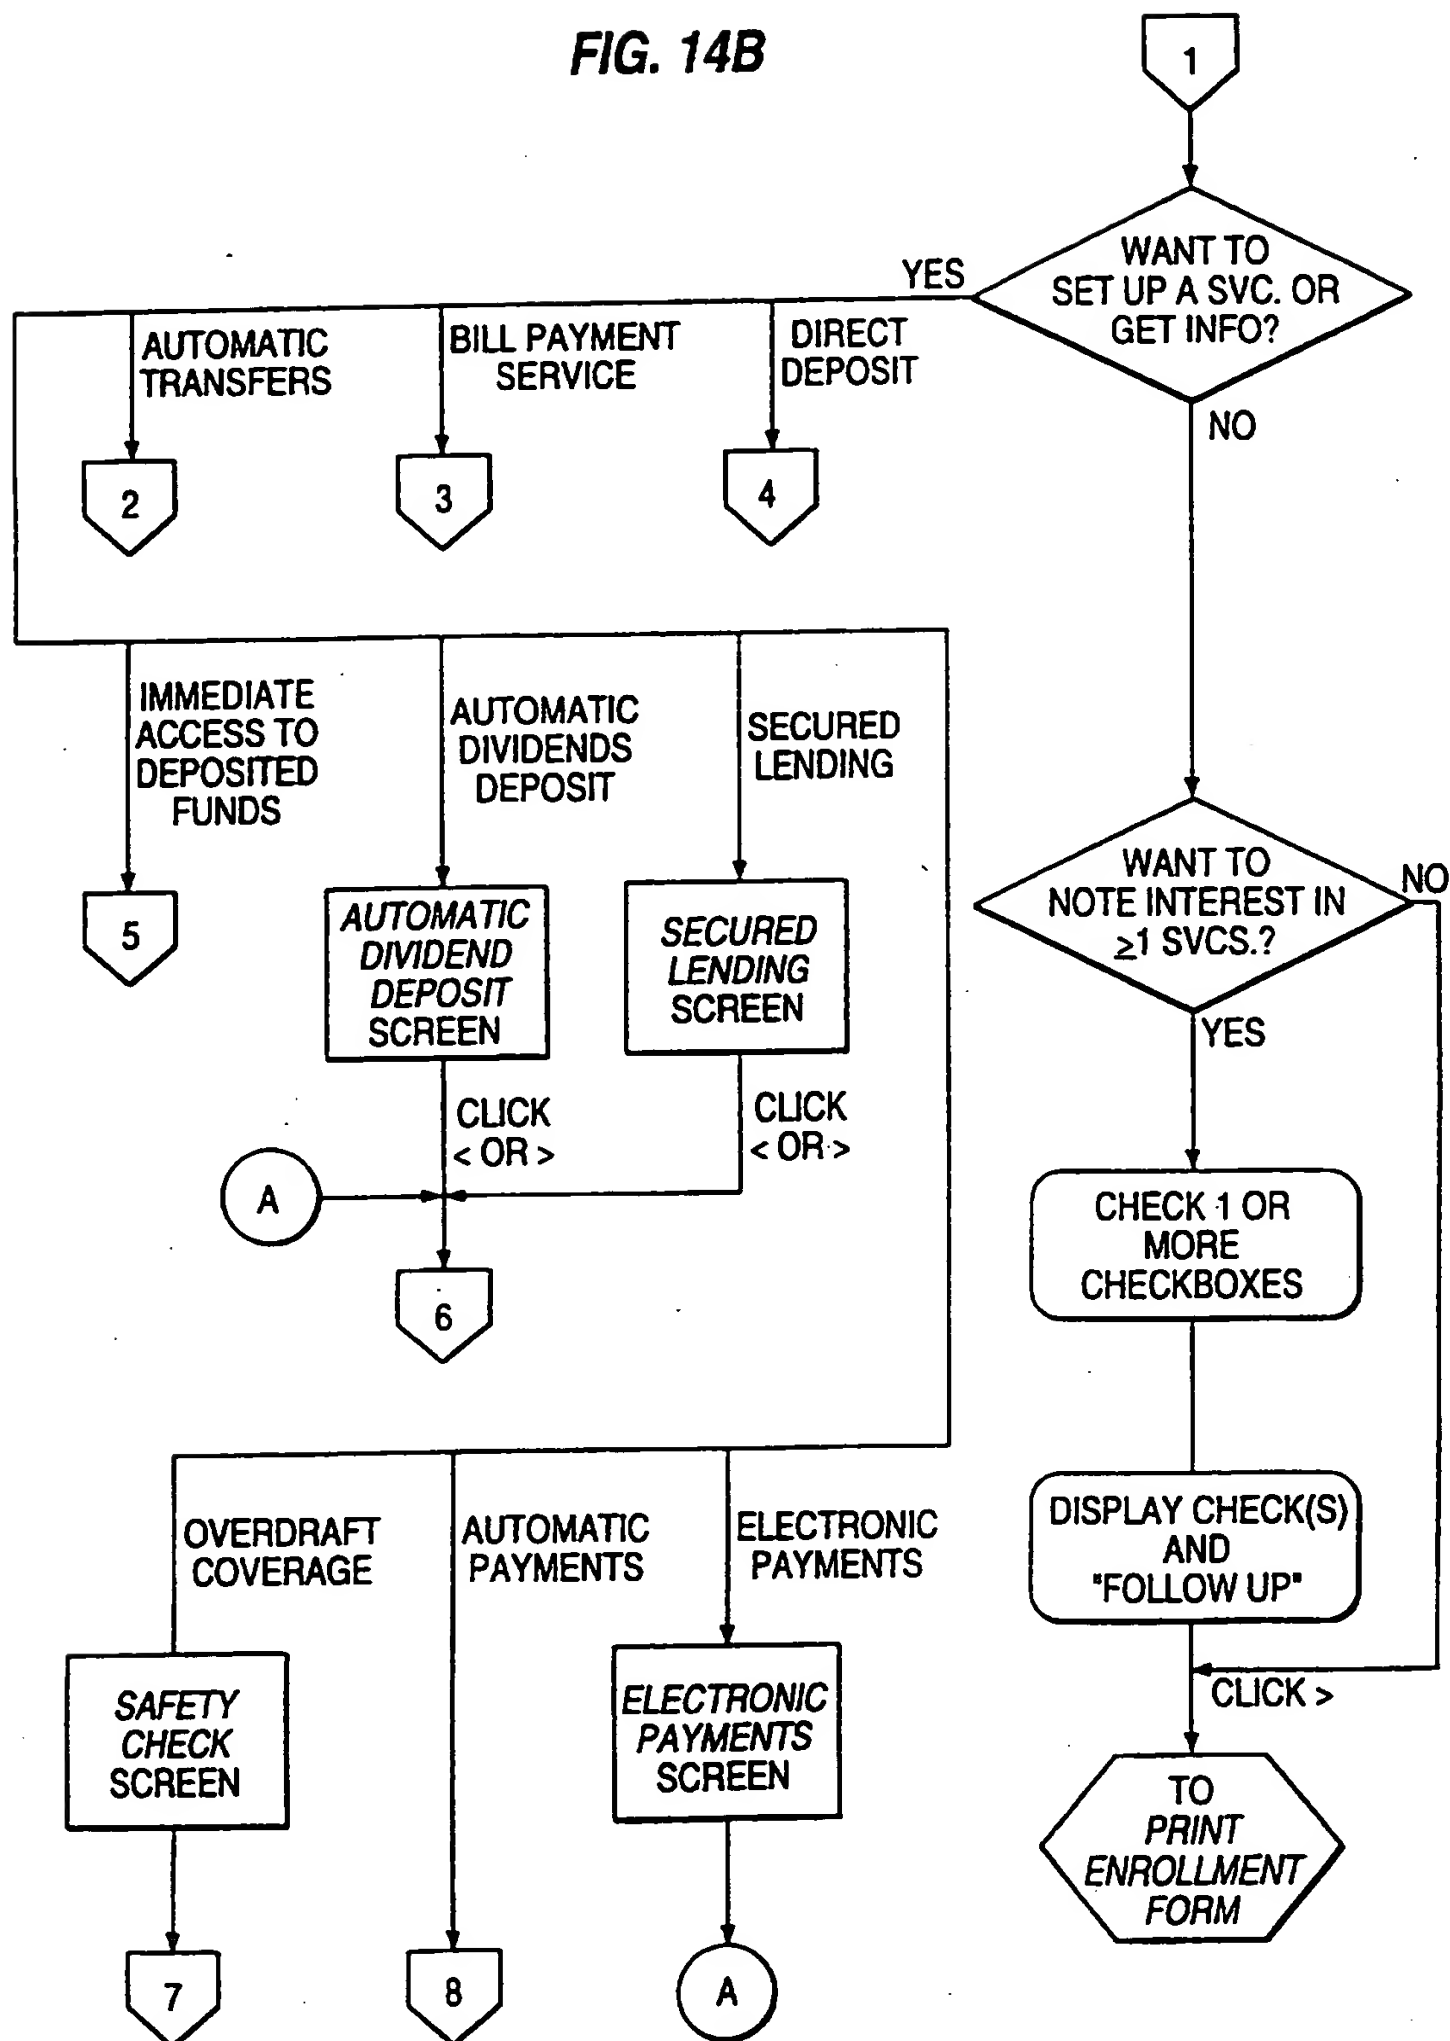 FIG. 14B
1
WANT TO
SET UP A SVC. OR
GET INFO?
YES
NO
AUTOMATIC
TRANSFERS
BILL PAYMENT
SERVICE
DIRECT
DEPOSIT
2
3
4
IMMEDIATE
ACCESS TO
DEPOSITED
FUNDS
AUTOMATIC
DIVIDENDS
DEPOSIT
SECURED
LENDING
5
AUTOMATIC
DIVIDEND
DEPOSIT
SCREEN
SECURED
LENDING
SCREEN
CLICK
< OR >
CLICK
< OR >
A
6
WANT TO
NOTE INTEREST IN
≥1 SVCS.?
NO
YES
CHECK 1 OR
MORE
CHECKBOXES
DISPLAY CHECK(S)
AND
"FOLLOW UP"
CLICK >
TO
PRINT
ENROLLMENT
FORM
OVERDRAFT
COVERAGE
AUTOMATIC
PAYMENTS
ELECTRONIC
PAYMENTS
SAFETY
CHECK
SCREEN
ELECTRONIC
PAYMENTS
SCREEN
7
8
A